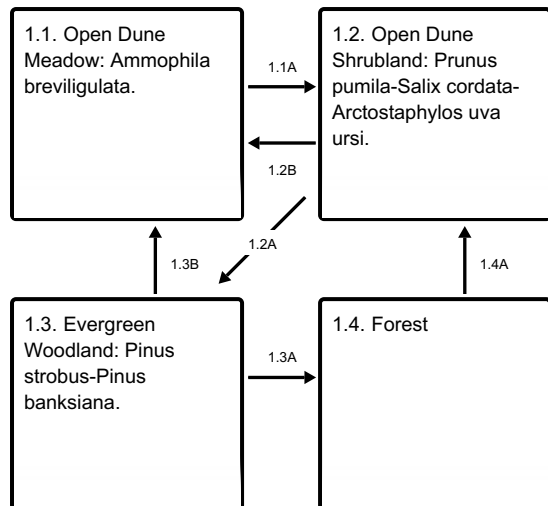 1.1. Open Dune
Meadow: Ammophila
breviligulata.
1.1A
1.2. Open Dune
Shrubland: Prunus
pumila-Salix cordata-
Arctostaphylos uva
ursi.
1.2B
1.2A
1.3B
1.4A
1.3. Evergreen
Woodland: Pinus
strobus-Pinus
banksiana.
1.3A
1.4. Forest